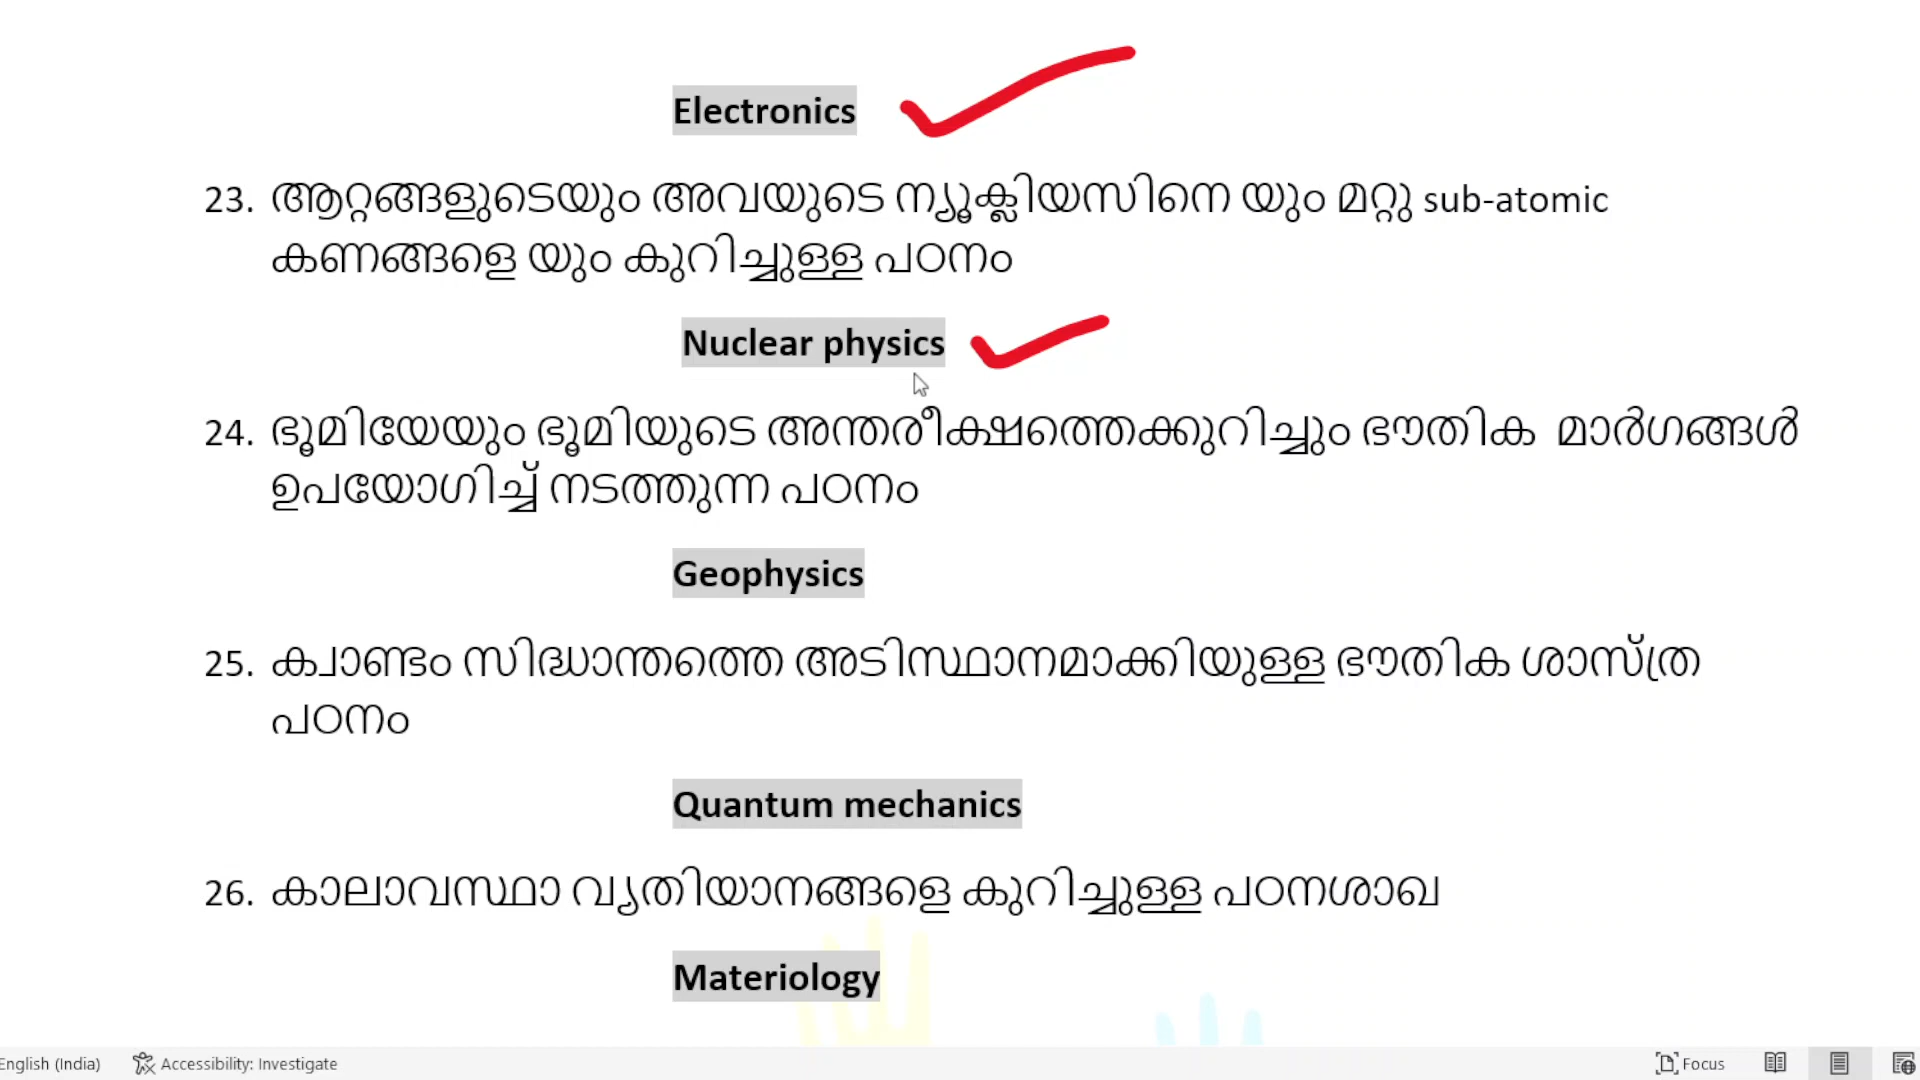 Electronics
23. ആറ്റങ്ങളുടെയും അവയുടെ ന്യൂക്ലിയസിനെ യും മറ്റു sub-atomic
കണങ്ങളെ യും കുറിച്ചുള്ള പഠനം
Nuclear physics
24. ഭൂമിയേയും ഭൂമിയുടെ അന്തരീക്ഷത്തെക്കുറിച്ചും ഭൗതിക മാർഗങ്ങൾ
ഉപയോഗിച്ച് നടത്തുന്ന പഠനം
Geophysics
25. ക്വാണ്ടം സിദ്ധാന്തത്തെ അടിസ്ഥാനമാക്കിയുള്ള ഭൗതിക ശാസ്ത്ര
പഠനം
Quantum mechanics
26. കാലാവസ്ഥാ വ്യതിയാനങ്ങളെ കുറിച്ചുള്ള പഠനശാഖ
Materiology
English (India) Accessibility: Investigate Focus